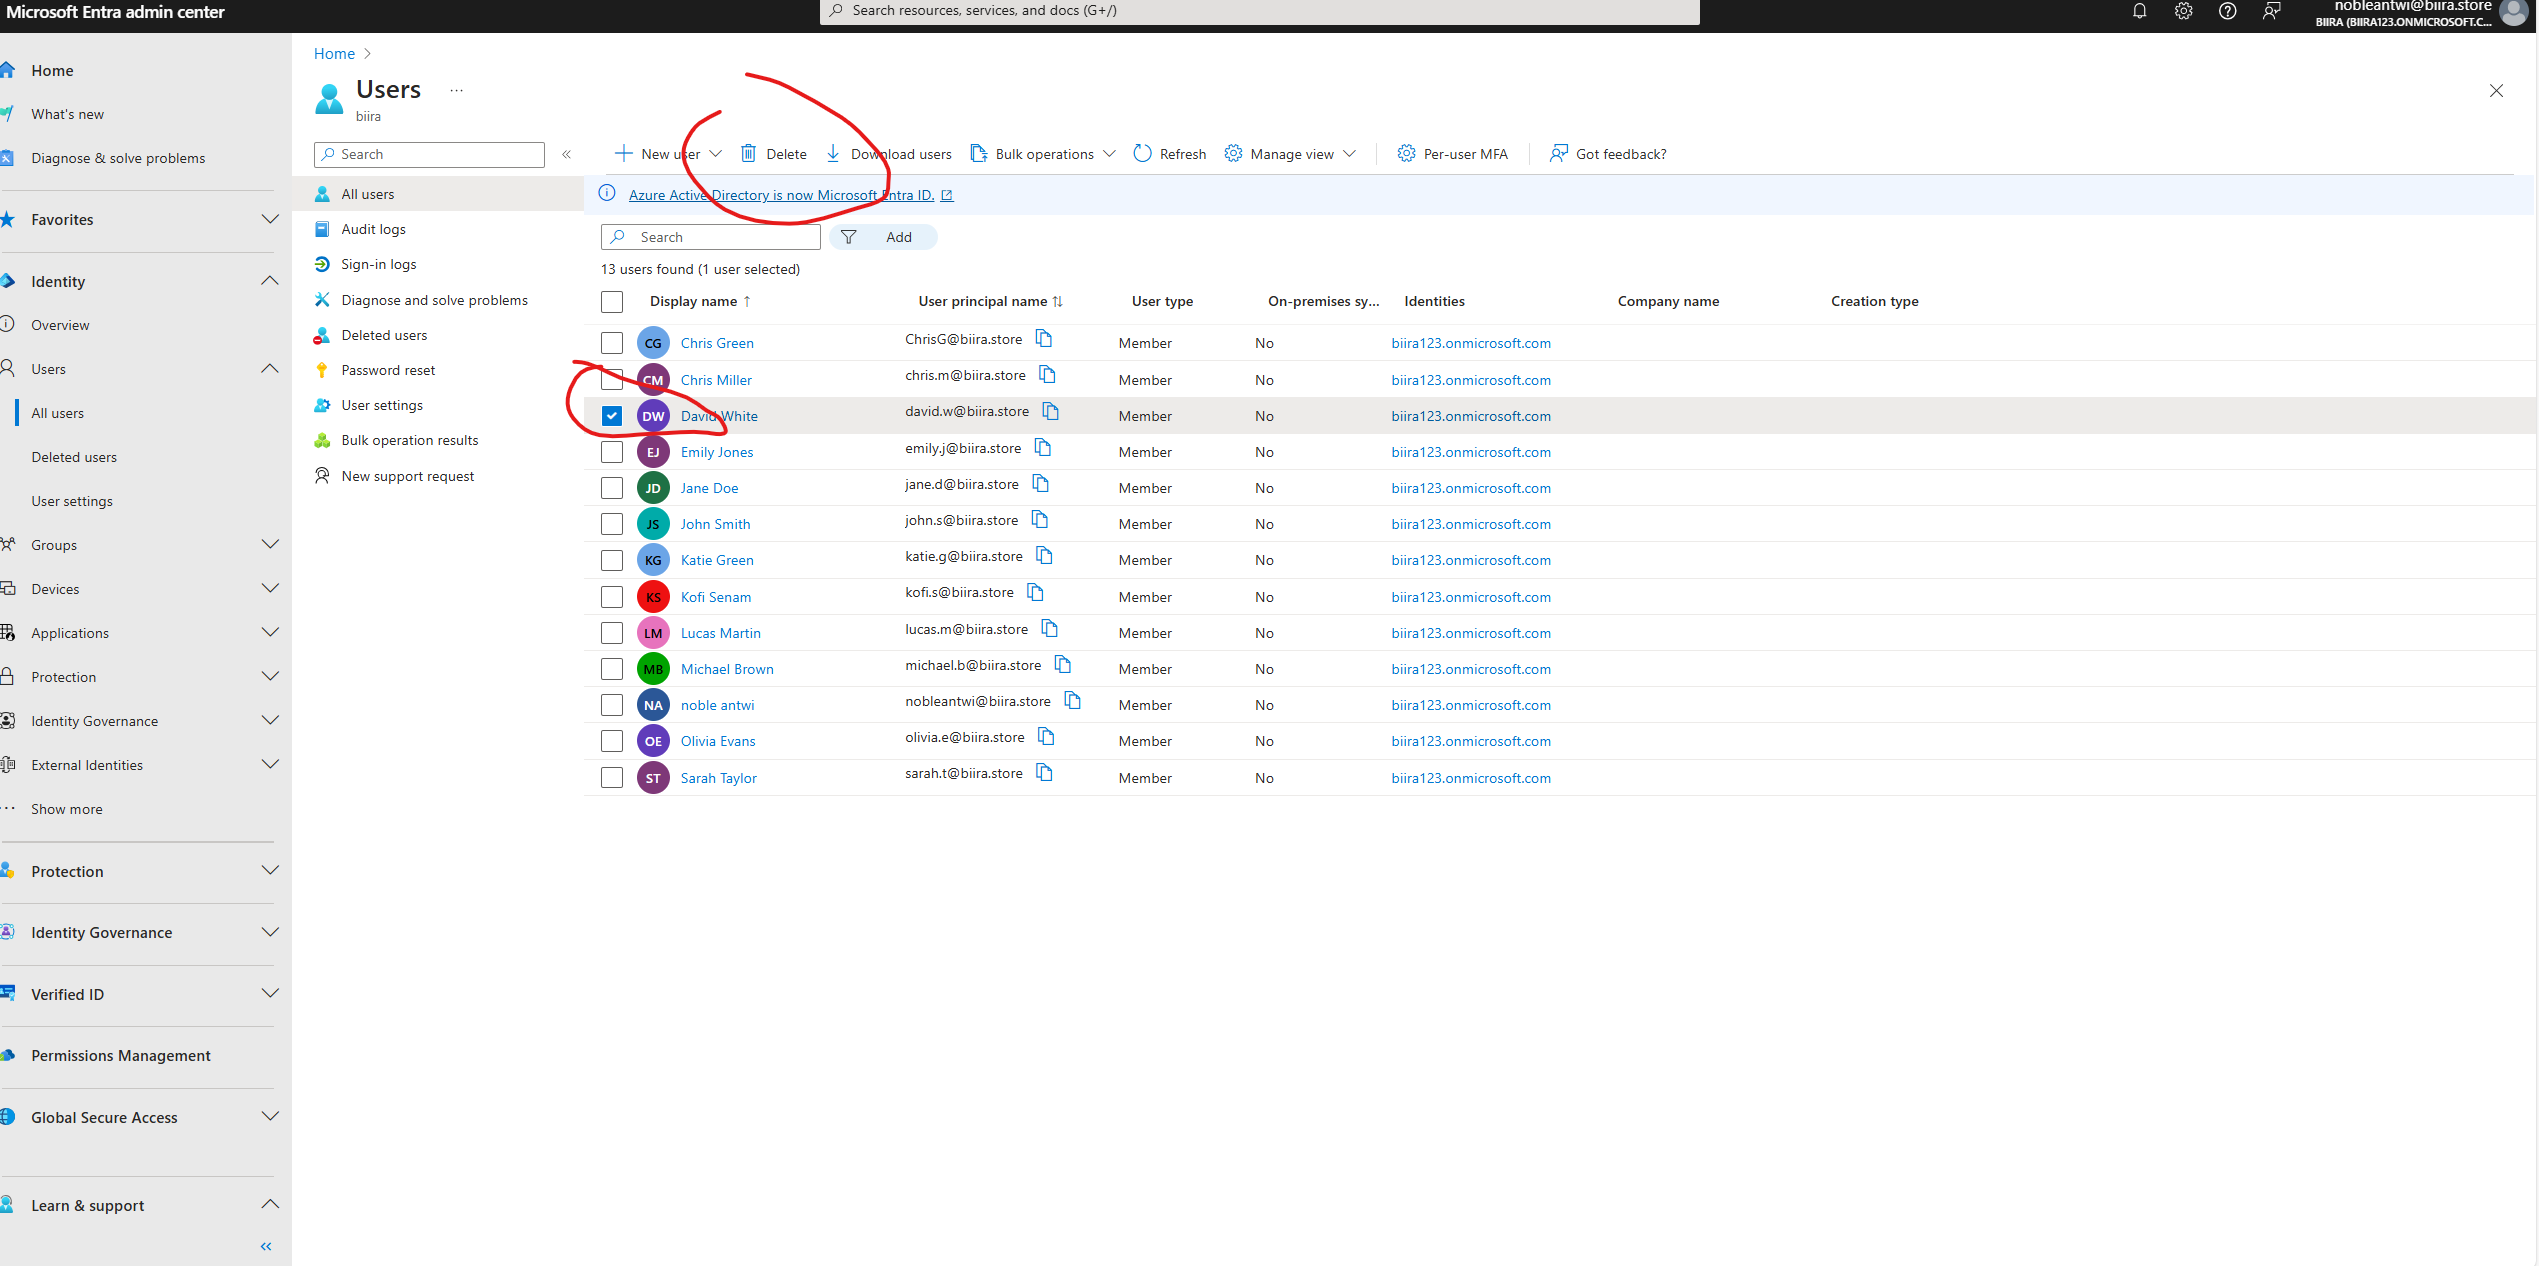 Microsoft Entra admin center
Search resources, services, and docs (G+/)
nobleantwi@biira.store
BIIRA (BIIRA123.ONMICROSOFT.C...
Home
What's new
Diagnose & solve problems
Favorites
Identity
Overview
Users
All users
Deleted users
User settings
Groups
Devices
Applications
Protection
Identity Governance
External Identities
Show more
Protection
Identity Governance
Verified ID
Permissions Management
Global Secure Access
Learn & support
Home
Users
biira
Search
All users
Audit logs
Sign-in logs
Diagnose and solve problems
Deleted users
Password reset
User settings
Bulk operation results
New support request
New user Delete Download users Bulk operations Refresh Manage view Per-user MFA Got feedback?
Azure Active Directory is now Microsoft Entra ID.
Search Add
13 users found (1 user selected)
Display name User principal name User type On-premises sy... Identities Company name Creation type
CG Chris Green ChrisG@biira.store Member No biira123.onmicrosoft.com
CM Chris Miller chris.m@biira.store Member No biira123.onmicrosoft.com
DW David White david.w@biira.store Member No biira123.onmicrosoft.com
EJ Emily Jones emily.j@biira.store Member No biira123.onmicrosoft.com
JD Jane Doe jane.d@biira.store Member No biira123.onmicrosoft.com
JS John Smith john.s@biira.store Member No biira123.onmicrosoft.com
KG Katie Green katie.g@biira.store Member No biira123.onmicrosoft.com
KS Kofi Senam kofi.s@biira.store Member No biira123.onmicrosoft.com
LM Lucas Martin lucas.m@biira.store Member No biira123.onmicrosoft.com
MB Michael Brown michael.b@biira.store Member No biira123.onmicrosoft.com
NA noble antwi nobleantwi@biira.store Member No biira123.onmicrosoft.com
OE Olivia Evans olivia.e@biira.store Member No biira123.onmicrosoft.com
ST Sarah Taylor sarah.t@biira.store Member No biira123.onmicrosoft.com